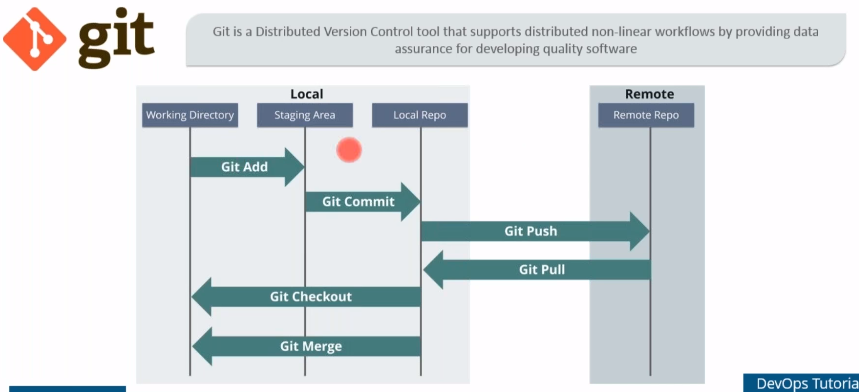 git
Git is a Distributed Version Control tool that supports distributed non-linear workflows by providing data
assurance for developing quality software
Local
Remote
Working Directory
Staging Area
Local Repo
Remote Repo
Git Add
Git Commit
Git Push
Git Pull
Git Checkout
Git Merge
DevOps Tutoria